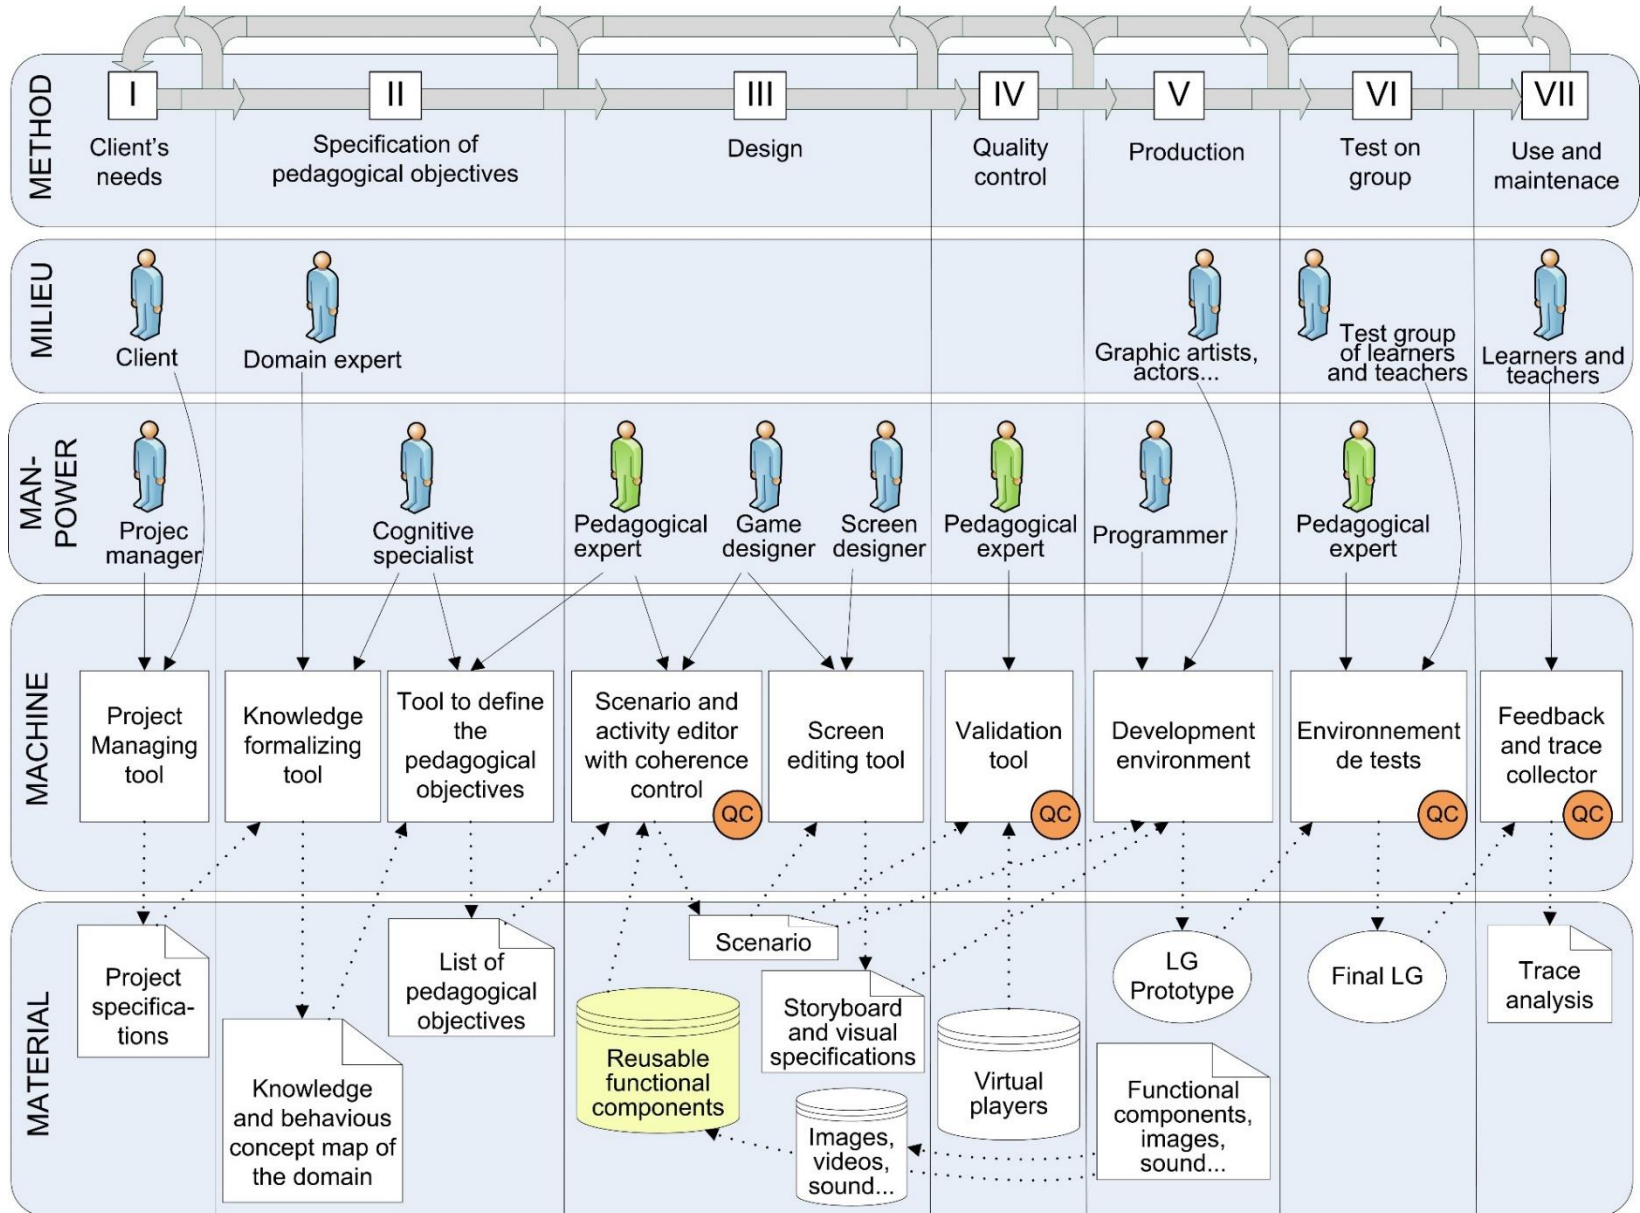 METHOD
I
II
III
IV
V
VI
VII
Client's
needs
Specification of
pedagogical objectives
Design
Quality
control
Production
Test on
group
Use and
maintenace
MILIEU
Client
Domain expert
Graphic artists,
actors...
Test group
of learners
and teachers
Learners and
teachers
MAN-
POWER
Projec
manager
Cognitive
specialist
Pedagogical
expert
Game
designer
Screen
designer
Pedagogical
expert
Programmer
Pedagogical
expert
MACHINE
Project
Managing
tool
Knowledge
formalizing
tool
Tool to define
the
pedagogical
objectives
Scenario and
activity editor
with coherence
control
QC
Screen
editing tool
Validation
tool
QC
Development
environment
Environnement
de tests
QC
Feedback
and trace
collector
QC
MATERIAL
Project
specifica-
tions
Knowledge
and behavious
concept map of
the domain
List of
pedagogical
objectives
Reusable
functional
components
Scenario
Storyboard
and visual
specifications
Images,
videos,
sound...
Virtual
players
LG
Prototype
Functional
components,
images,
sound...
Final LG
Trace
analysis